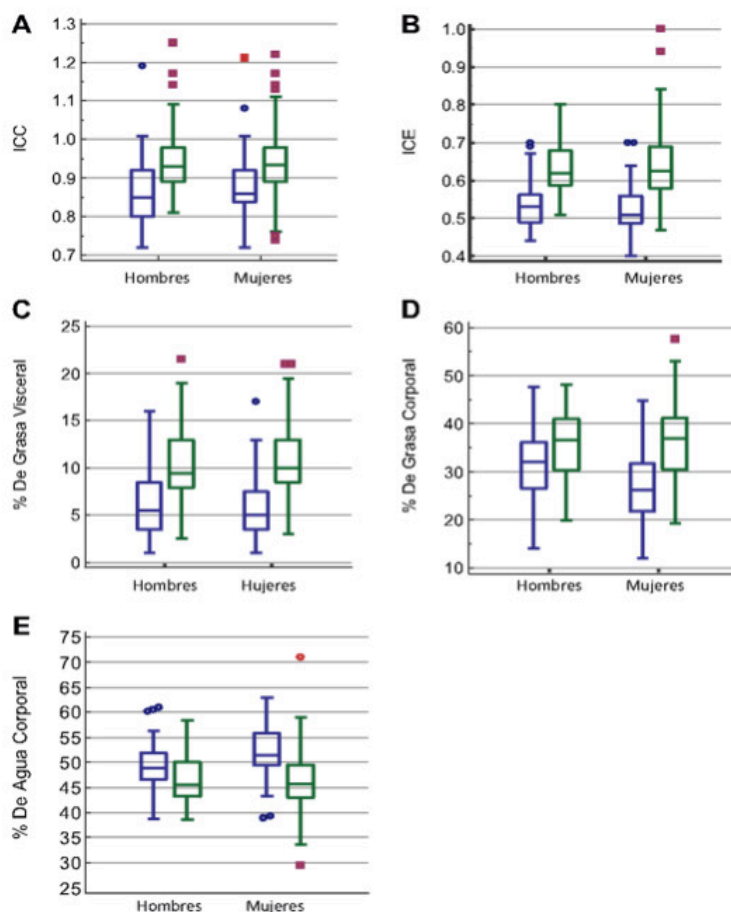 A
ICC
1.3
1.2
1.1
1.0
0.9
0.8
0.7
Hombres Mujeres
B
ICE
1.0
0.9
0.8
0.7
0.6
0.5
0.4
Hombres Mujeres
C
% De Grasa Visceral
25
20
15
10
5
0
Hombres Hujeres
D
% De Grasa Corporal
60
50
40
30
20
10
Hombres Mujeres
E
% De Agua Corporal
75
70
65
60
55
50
45
40
35
30
25
Hombres Mujeres